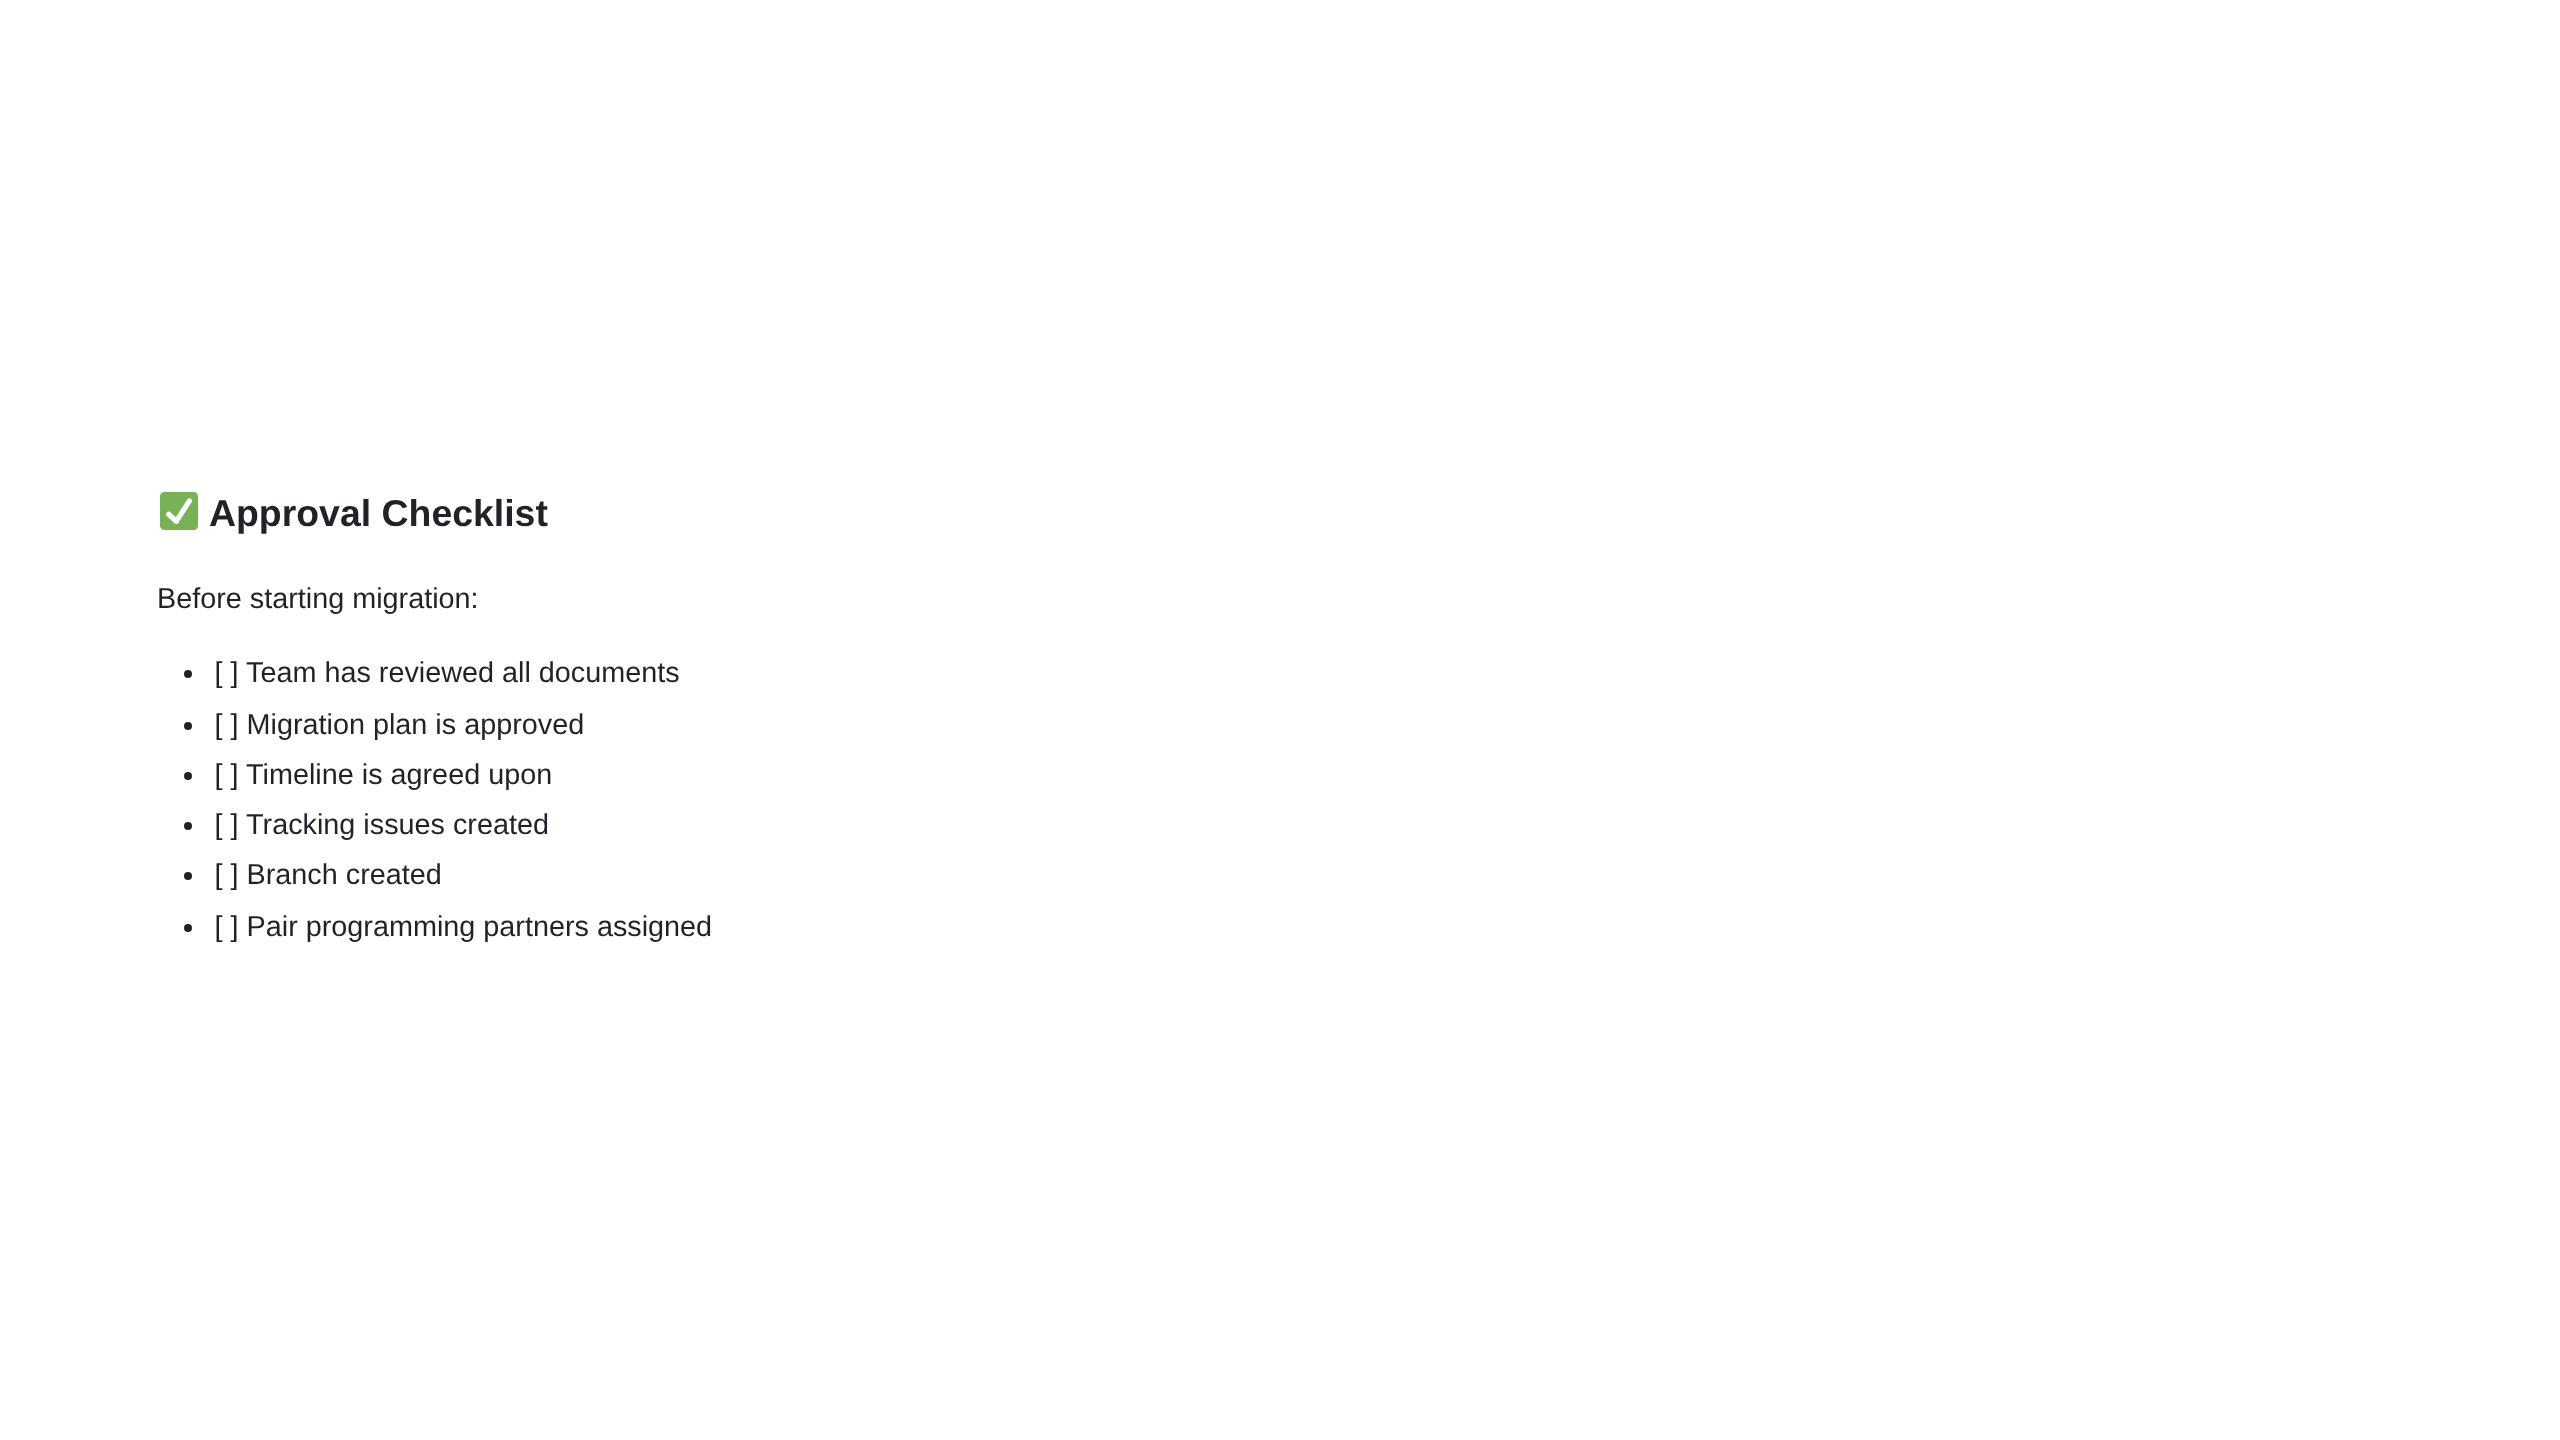 ✅ Approval Checklist
Before starting migration:
• [ ] Team has reviewed all documents
• [ ] Migration plan is approved
• [ ] Timeline is agreed upon
• [ ] Tracking issues created
• [ ] Branch created
• [ ] Pair programming partners assigned